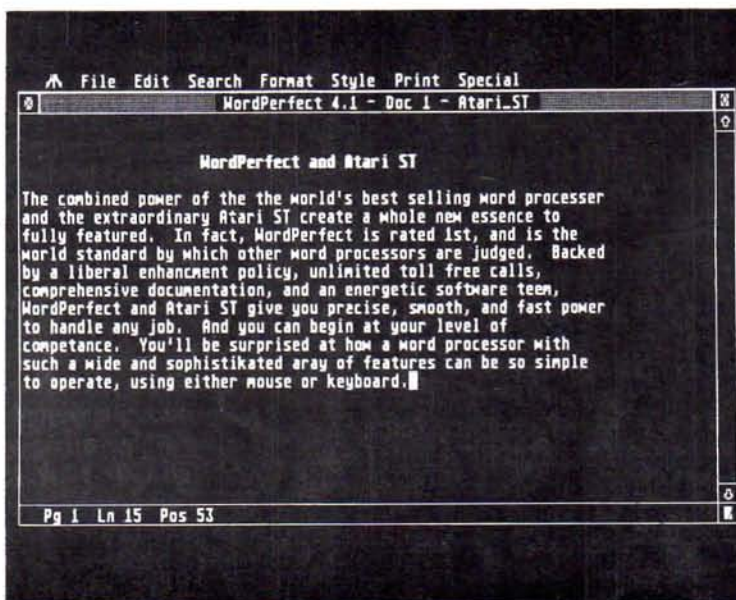 File Edit Search Format Style Print Special
WordPerfect 4.1 - Doc 1 - Atari_ST
WordPerfect and Atari ST
The combined power of the the world's best selling word processer
and the extraordinary Atari ST create a whole new essence to
fully featured.  In fact, WordPerfect is rated 1st, and is the
world standard by which other word processors are judged.  Backed
by a liberal enhancment policy, unlimited toll free calls,
comprehensive documentation, and an energetic software teem,
WordPerfect and Atari ST give you precise, smooth, and fast power
to handle any job.  And you can begin at your level of
competance.  You'll be surprised at how a word processor with
such a wide and sophistikated aray of features can be so simple
to operate, using either mouse or keyboard.
Pg 1  Ln 15  Pos 53